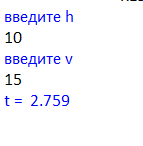 введите h
10
введите v
15
t =  2.759